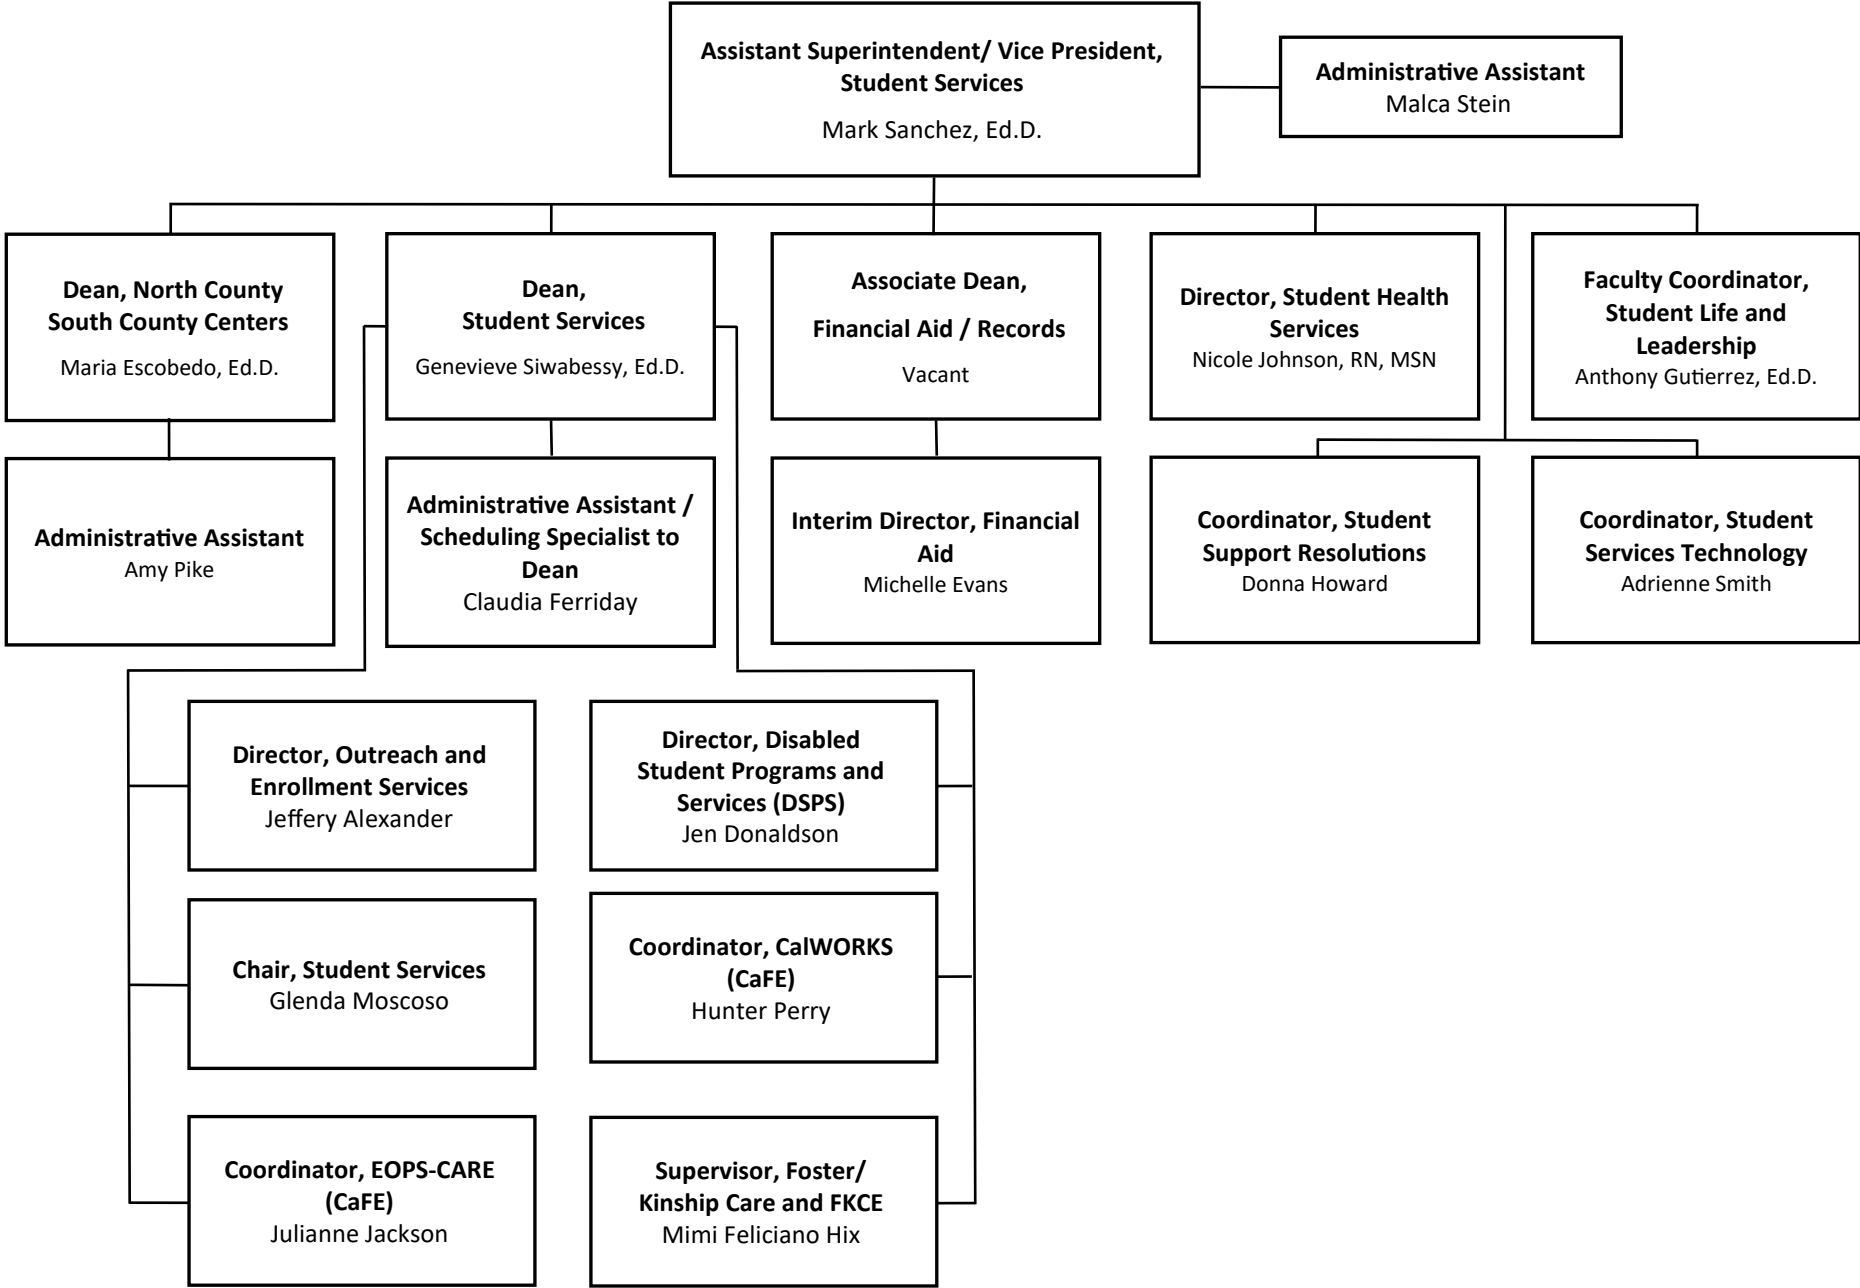 Assistant Superintendent/ Vice President,
Student Services
Mark Sanchez, Ed.D.
Administrative Assistant
Malca Stein
Dean, North County
South County Centers
Maria Escobedo, Ed.D.
Dean,
Student Services
Genevieve Siwabessy, Ed.D.
Associate Dean,
Financial Aid / Records
Vacant
Director, Student Health
Services
Nicole Johnson, RN, MSN
Faculty Coordinator,
Student Life and
Leadership
Anthony Gutierrez, Ed.D.
Administrative Assistant
Amy Pike
Administrative Assistant /
Scheduling Specialist to
Dean
Claudia Ferriday
Interim Director, Financial
Aid
Michelle Evans
Coordinator, Student
Support Resolutions
Donna Howard
Coordinator, Student
Services Technology
Adrienne Smith
Director, Outreach and
Enrollment Services
Jeffery Alexander
Director, Disabled
Student Programs and
Services (DSPS)
Jen Donaldson
Chair, Student Services
Glenda Moscoso
Coordinator, CalWORKS
(CaFE)
Hunter Perry
Coordinator, EOPS-CARE
(CaFE)
Julianne Jackson
Supervisor, Foster/
Kinship Care and FKCE
Mimi Feliciano Hix